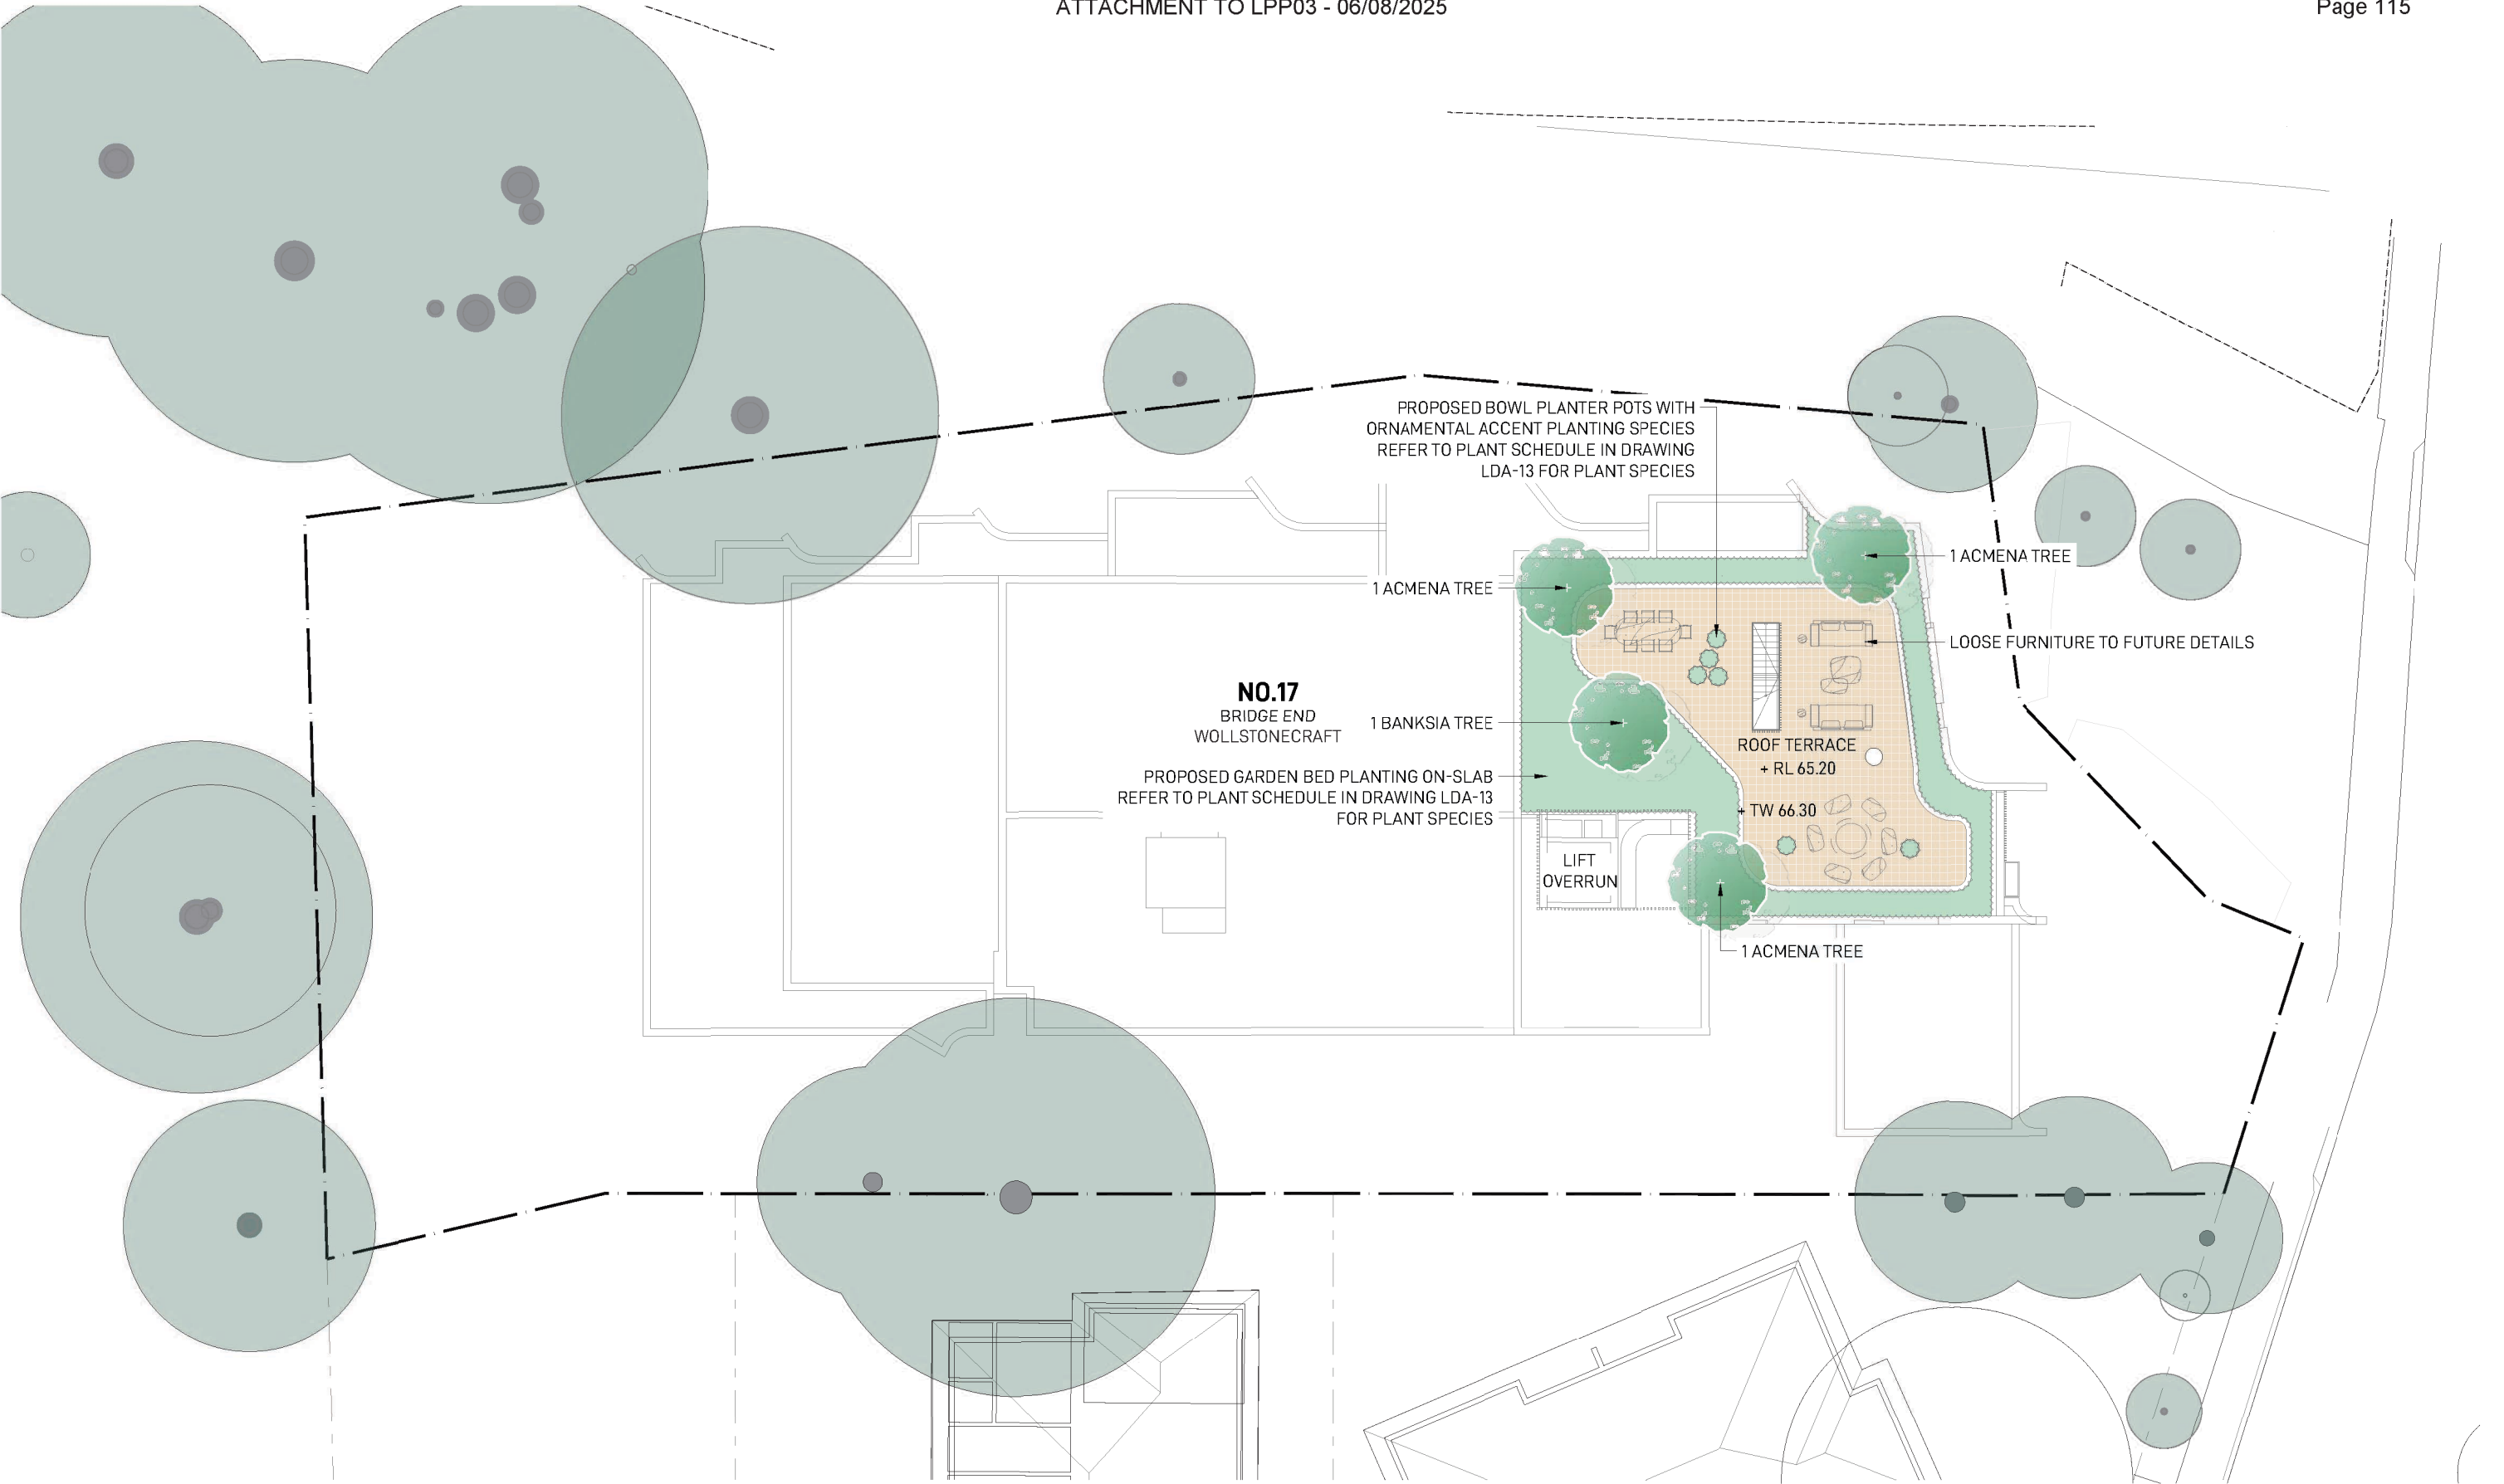 ATTACHMENT TO LPP03 - 06/08/2025
Page 115
PROPOSED BOWL PLANTER POTS WITH
ORNAMENTAL ACCENT PLANTING SPECIES
REFER TO PLANT SCHEDULE IN DRAWING
LDA-13 FOR PLANT SPECIES
1 ACMENA TREE
1 ACMENA TREE
LOOSE FURNITURE TO FUTURE DETAILS
NO.17
BRIDGE END
WOLLSTONECRAFT
1 BANKSIA TREE
ROOF TERRACE
+ RL 65.20
PROPOSED GARDEN BED PLANTING ON-SLAB
REFER TO PLANT SCHEDULE IN DRAWING LDA-13
FOR PLANT SPECIES
+ TW 66.30
LIFT
OVERRUN
1 ACMENA TREE